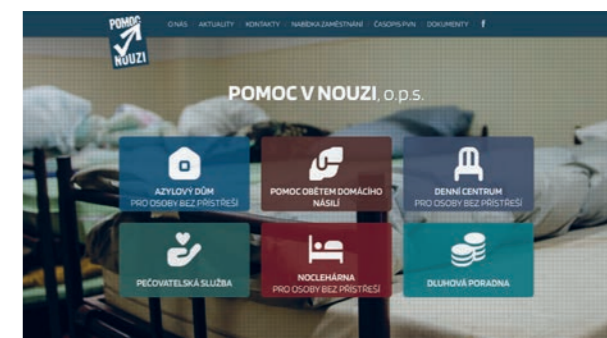 POMOC
NOUZI
O NÁS AKTUALITY KONTAKTY NABÍDKA ZAMĚSTNÁNÍ ČASOPIS PVN DOKUMENTY f
POMOC V NOUZI, o.p.s.
AZYLOVÝ DŮM
PRO OSOBY BEZ PŘÍSTŘEŠÍ
POMOC OBĚTEM DOMÁCÍHO
NÁSILÍ
DENNÍ CENTRUM
PRO OSOBY BEZ PŘÍSTŘEŠÍ
PEČOVATELSKÁ SLUŽBA
NOCLEHÁRNA
PRO OSOBY BEZ PŘÍSTŘEŠÍ
DLUHOVÁ PORADNA